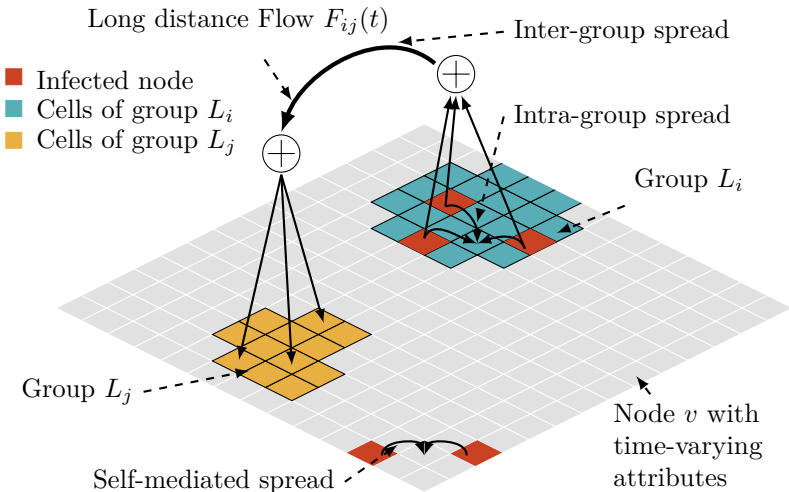 Long distance Flow $F_{ij}(t)$
Inter-group spread
Infected node
Cells of group $L_i$
Cells of group $L_j$
Intra-group spread
Group $L_i$
Group $L_j$
Node $v$ with
time-varying
attributes
Self-mediated spread